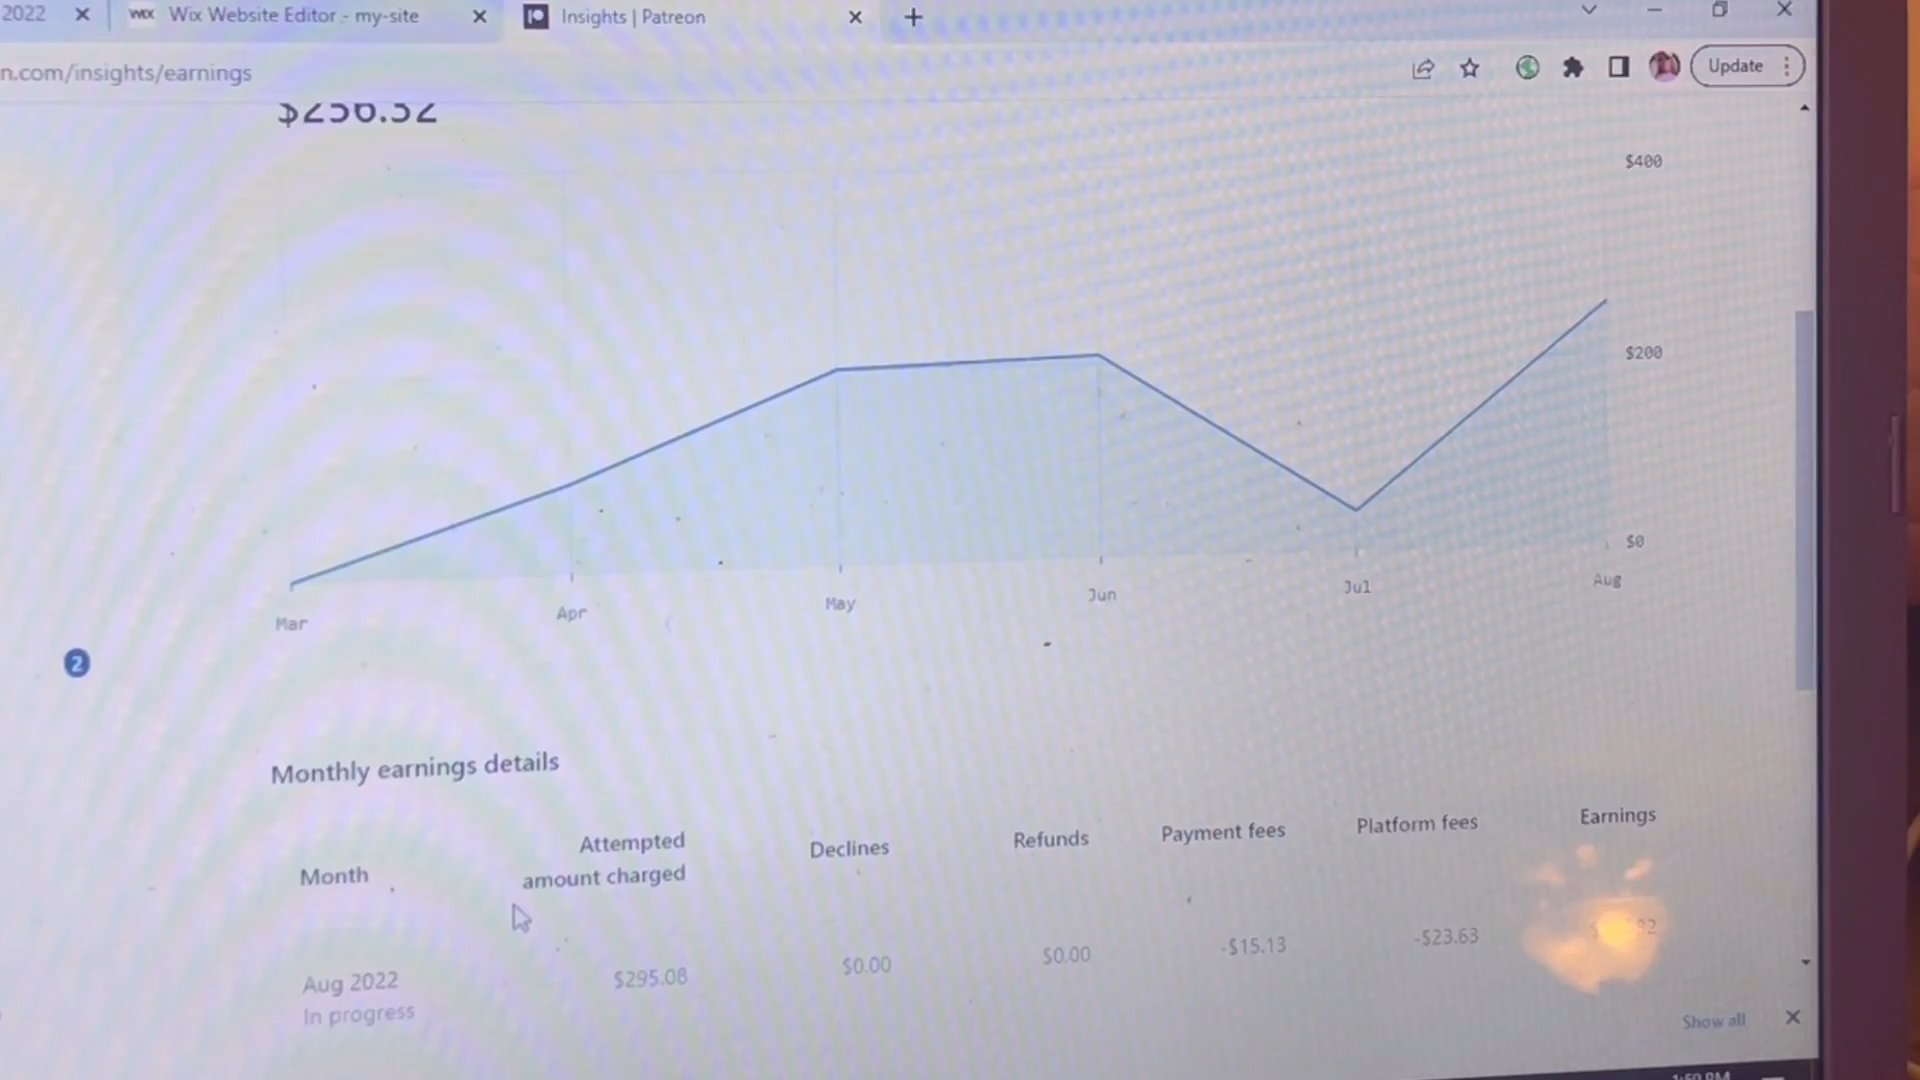 2022
WIX Wix Website Editor - my-site
Insights | Patreon
n.com/insights/earnings
Update
$256.32
$400
$200
$0
Mar
Apr
May
Jun
Jul
Aug
2
Monthly earnings details
Month
Attempted
amount charged
Declines
Refunds
Payment fees
Platform fees
Earnings
Aug 2022
In progress
$295.08
$0.00
$0.00
-$15.13
-$23.63
Show all